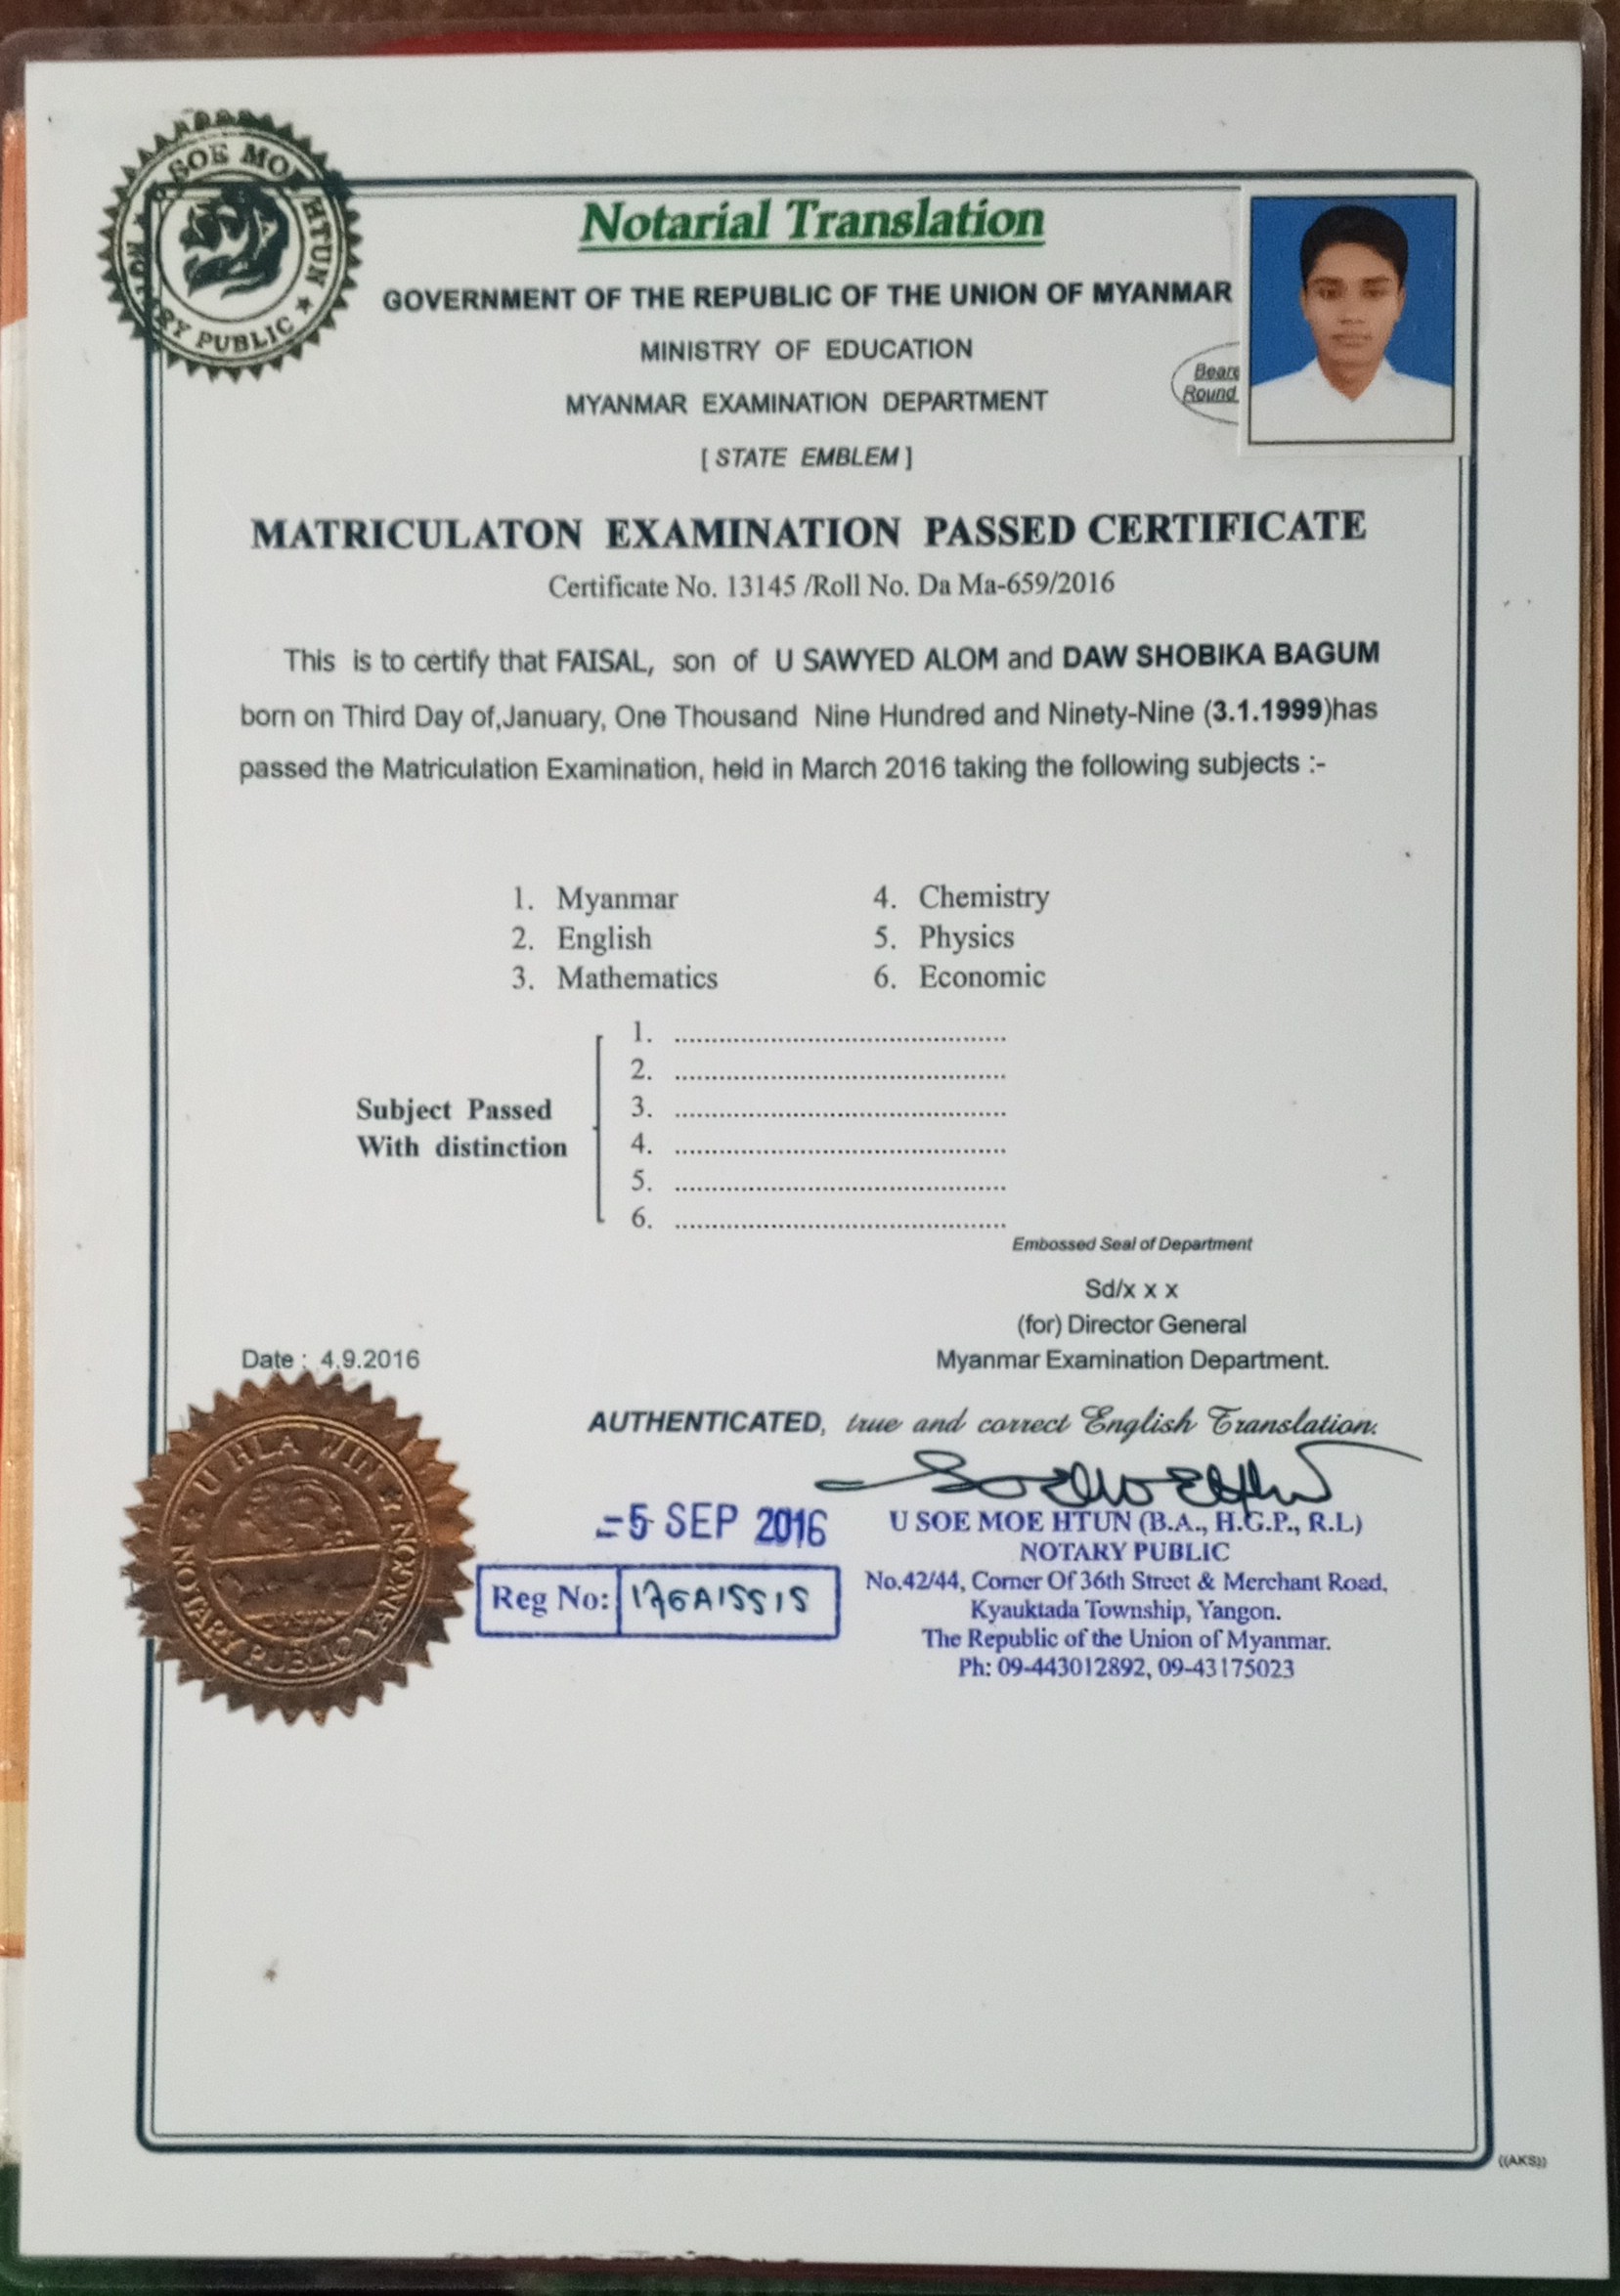 SOE MOE HTUN ★
NOTARY PUBLIC ★
Notarial Translation
GOVERNMENT OF THE REPUBLIC OF THE UNION OF MYANMAR
MINISTRY OF EDUCATION
MYANMAR EXAMINATION DEPARTMENT
Round
[ STATE EMBLEM ]
MATRICULATON EXAMINATION PASSED CERTIFICATE
Certificate No. 13145 /Roll No. Da Ma-659/2016
This is to certify that FAISAL, son of U SAWYED ALOM and DAW SHOBIKA BAGUM
born on Third Day of,January, One Thousand Nine Hundred and Ninety-Nine (3.1.1999)has
passed the Matriculation Examination, held in March 2016 taking the following subjects :-
1. Myanmar 4. Chemistry
2. English 5. Physics
3. Mathematics 6. Economic
1. ............................................
2. ............................................
Subject Passed 3. ............................................
With distinction 4. ............................................
5. ............................................
6. ............................................
Embossed Seal of Department
Sd/x x x
(for) Director General
Date : 4.9.2016 Myanmar Examination Department.
AUTHENTICATED, true and correct English Translation.
-5 SEP 2016
U SOE MOE HTUN (B.A., H.G.P., R.L)
NOTARY PUBLIC
Reg No:
No.42/44, Corner Of 36th Street & Merchant Road,
Kyauktada Township, Yangon.
The Republic of the Union of Myanmar.
Ph: 09-443012892, 09-43175023
★ U HLA WIN ★
NOTARY PUBLIC YANGON
((AKS))